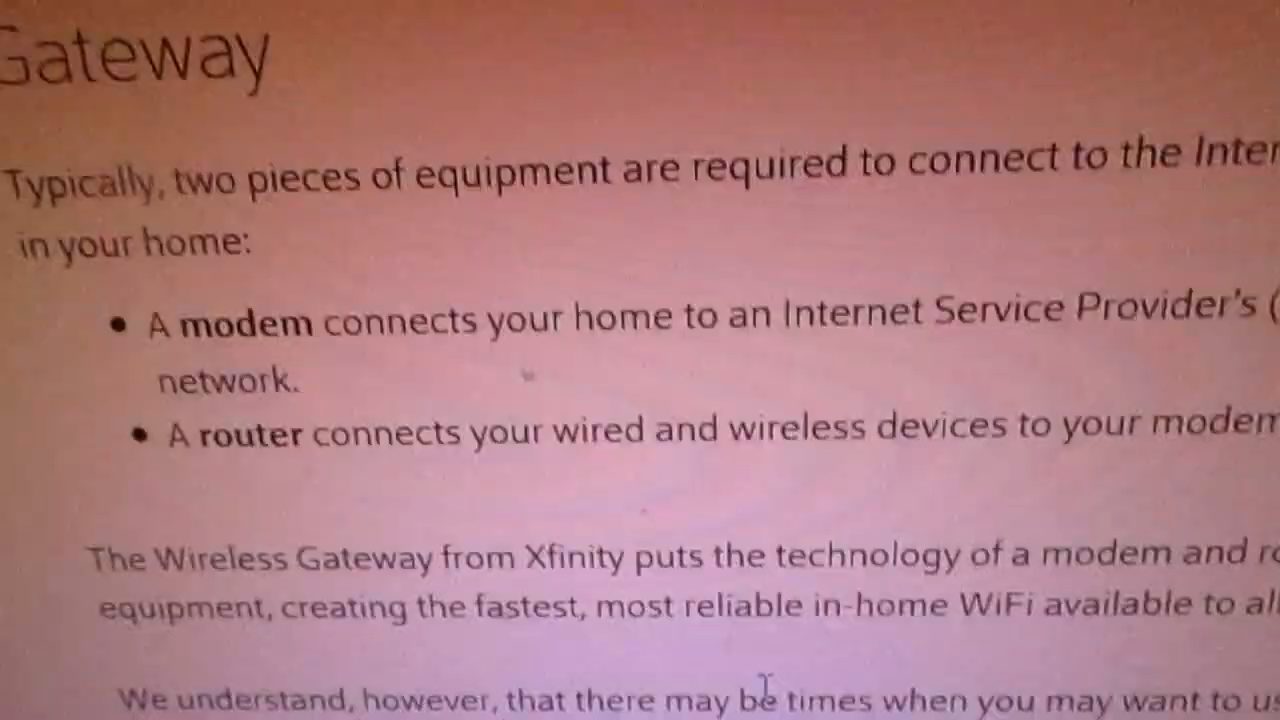 Gateway
Typically, two pieces of equipment are required to connect to the
in your home:
• A modem connects your home to an Internet Service Provider's (
network.
• A router connects your wired and wireless devices to your
The Wireless Gateway from Xfinity puts the technology of a modem and
equipment, creating the fastest, most reliable in-home WiFi available to
We understand, however, that there may be times when you may want to